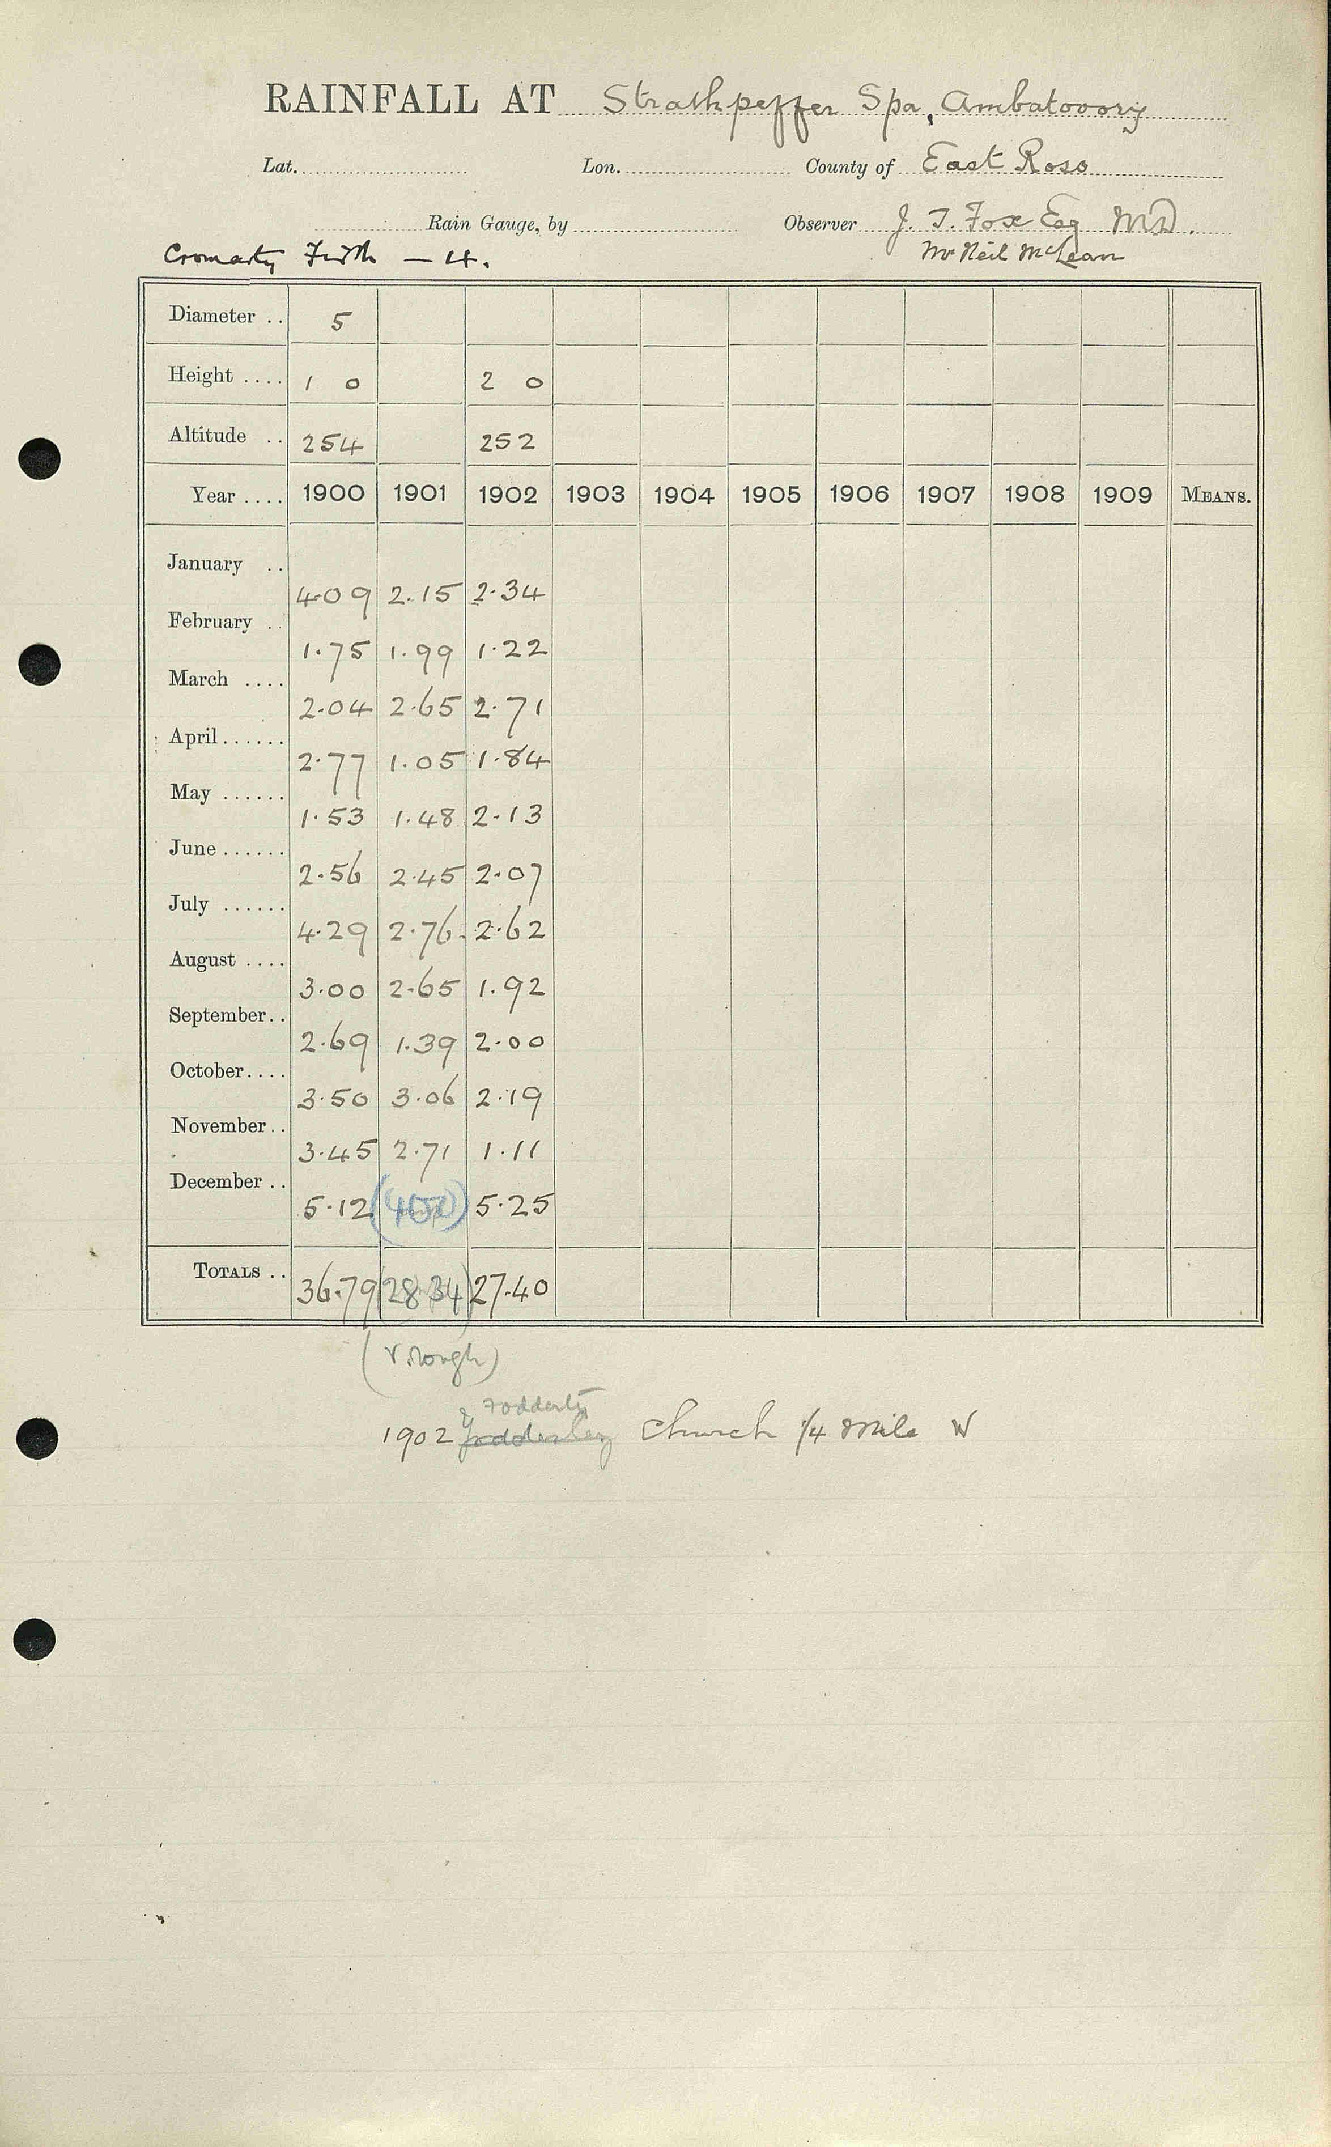 RAINFALL AT Strathpeffer Spa, Ambatovory
Lat. Lon. County of East Ross
Rain Gauge, by Observer J. T. Fox Esq MD.
Cromarty Firth — 4. Mr Neil McLean
Diameter .. 5
Height .... 1 0 2 0
Altitude .. 254 252
Year .... 1900 1901 1902 1903 1904 1905 1906 1907 1908 1909 MEANS.
January .. 4.09 2.15 2.34
February .. 1.75 1.99 1.22
March .... 2.04 2.65 2.71
April...... 2.77 1.05 1.84
May ...... 1.53 1.48 2.13
June...... 2.56 2.45 2.07
July ...... 4.29 2.76 2.62
August .... 3.00 2.65 1.92
September.. 2.69 1.39 2.00
October.... 3.50 3.06 2.19
November.. 3.45 2.71 1.11
December .. 5.12 5.25
TOTALS .. 36.79 (28.34) 27.40
(V. Rough)
Fodderty
1902 Church 1/4 Mile W